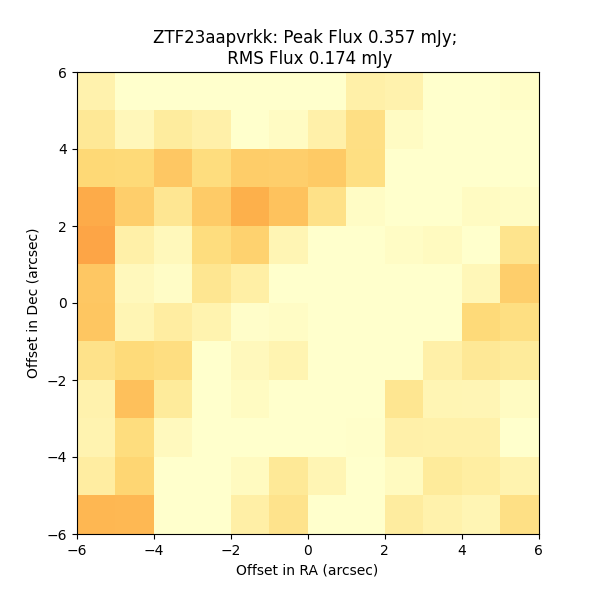 ZTF23aapvrkk: Peak Flux 0.357 mJy;
RMS Flux 0.174 mJy
6
4
2
0
−2
−4
−6
Offset in Dec (arcsec)
−6 −4 −2 0 2 4 6
Offset in RA (arcsec)